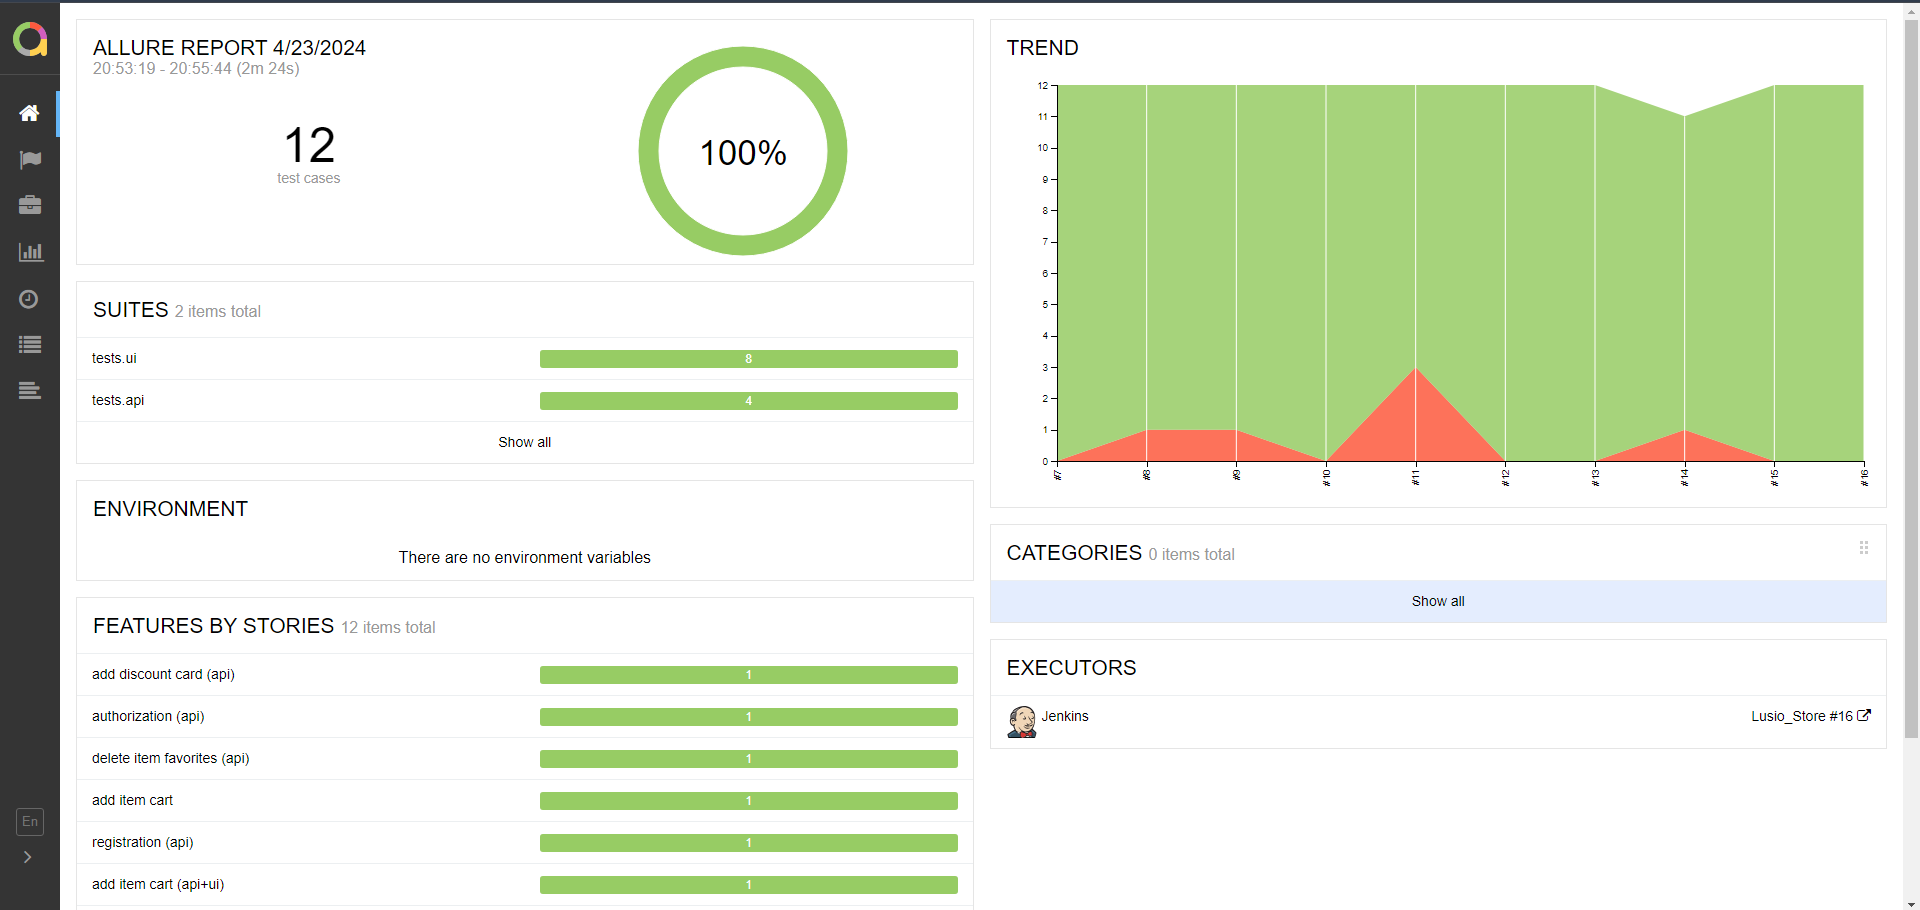 ALLURE REPORT 4/23/2024
20:53:19 - 20:55:44 (2m 24s)
12
test cases
100%
SUITES 2 items total
tests.ui 8
tests.api 4
Show all
ENVIRONMENT
There are no environment variables
FEATURES BY STORIES 12 items total
add discount card (api) 1
authorization (api) 1
delete item favorites (api) 1
add item cart 1
registration (api) 1
add item cart (api+ui) 1
TREND
12
11
10
9
8
7
6
5
4
3
2
1
0
#7 #8 #9 #10 #11 #12 #13 #14 #15 #16
CATEGORIES 0 items total
Show all
EXECUTORS
Jenkins Lusio_Store #16
En